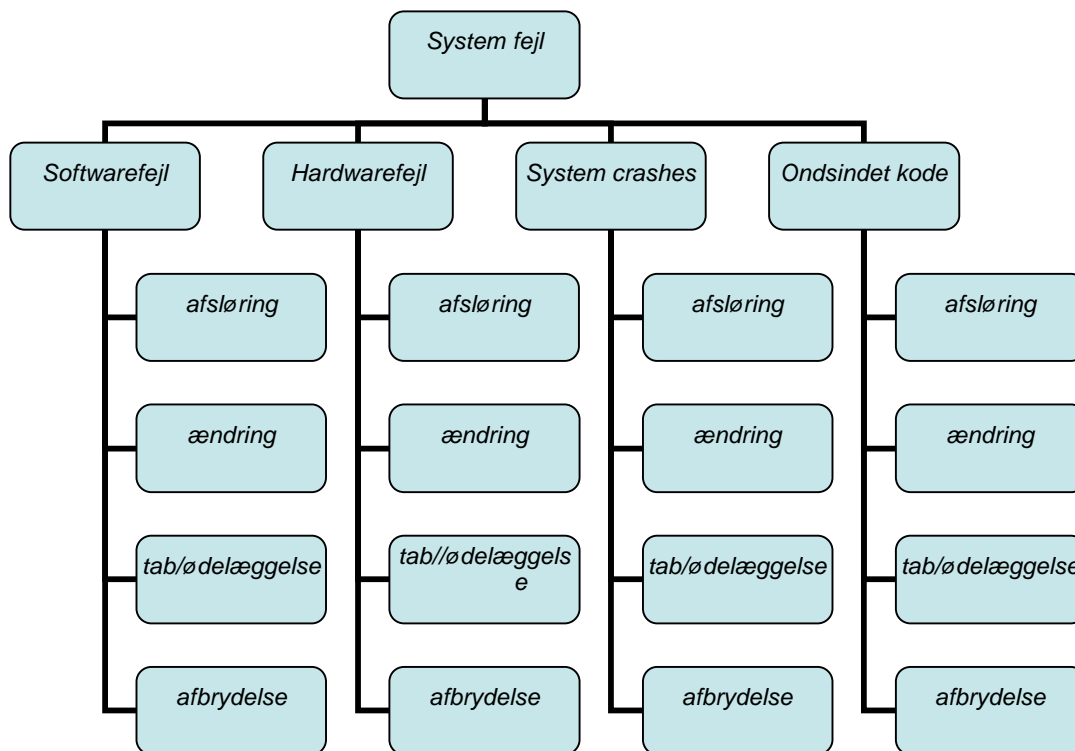 System fejl
Softwarefejl
Hardwarefejl
System crashes
Ondsindet kode
afsløring
afsløring
afsløring
afsløring
ændring
ændring
ændring
ændring
tab/ødelæggelse
tab//ødelæggels
e
tab/ødelæggelse
tab/ødelæggelse
afbrydelse
afbrydelse
afbrydelse
afbrydelse